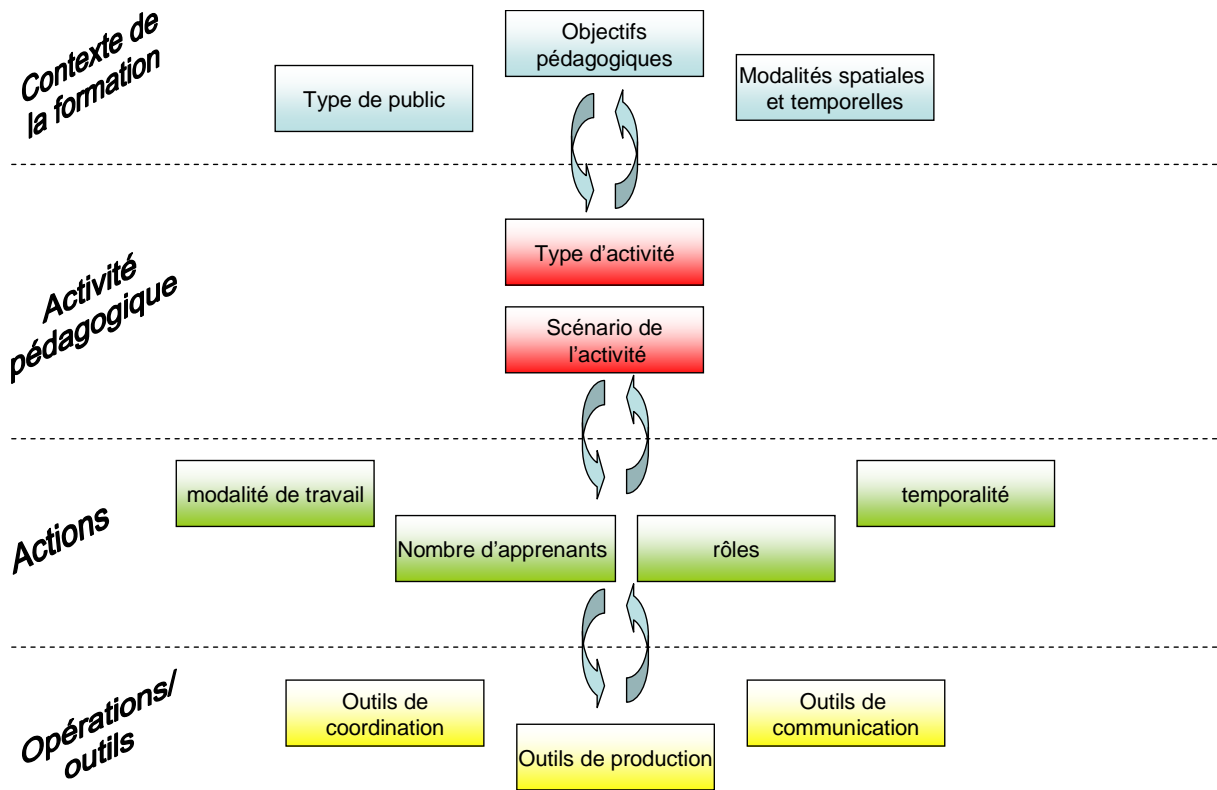 Contexte de
la formation
Objectifs
pédagogiques
Type de public
Modalités spatiales
et temporelles
Activité
pédagogique
Type d'activité
Scénario de
l'activité
Actions
modalité de travail
Nombre d'apprenants
rôles
temporalité
Opérations/
outils
Outils de
coordination
Outils de production
Outils de
communication